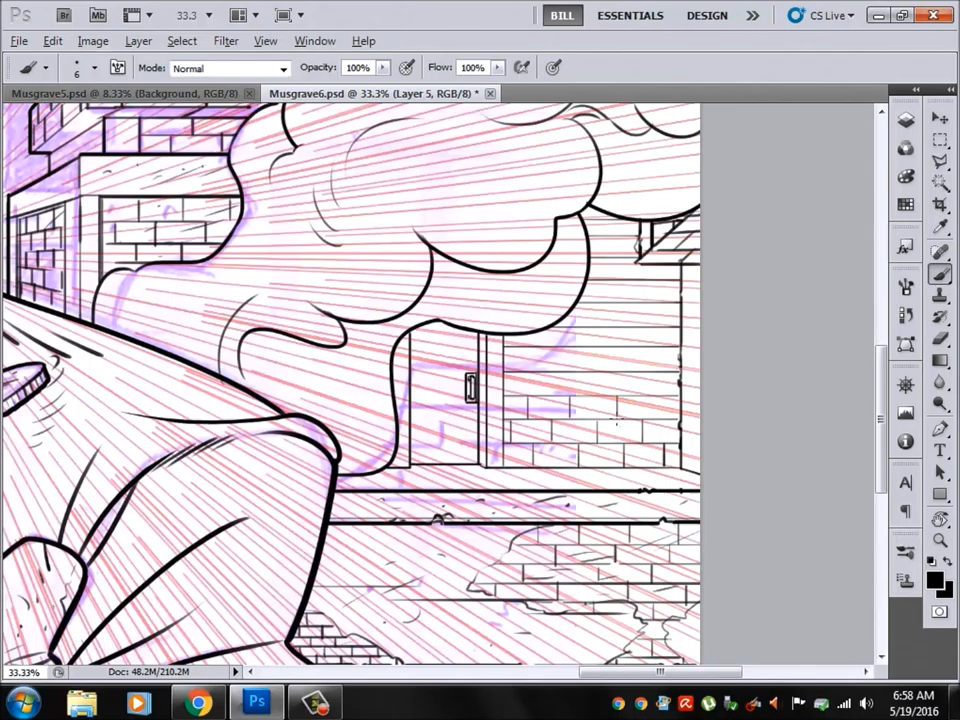 Ps Br Mb 33.3 BILL ESSENTIALS DESIGN CS Live
File Edit Image Layer Select Filter View Window Help
6 Mode: Normal Opacity: 100% Flow: 100%
Musgrave5.psd @ 8.33% (Background, RGB/8) Musgrave6.psd @ 33.3% (Layer 5, RGB/8) *
33.33% Doc: 48.2M/210.2M
Ps
6:58 AM
5/19/2016